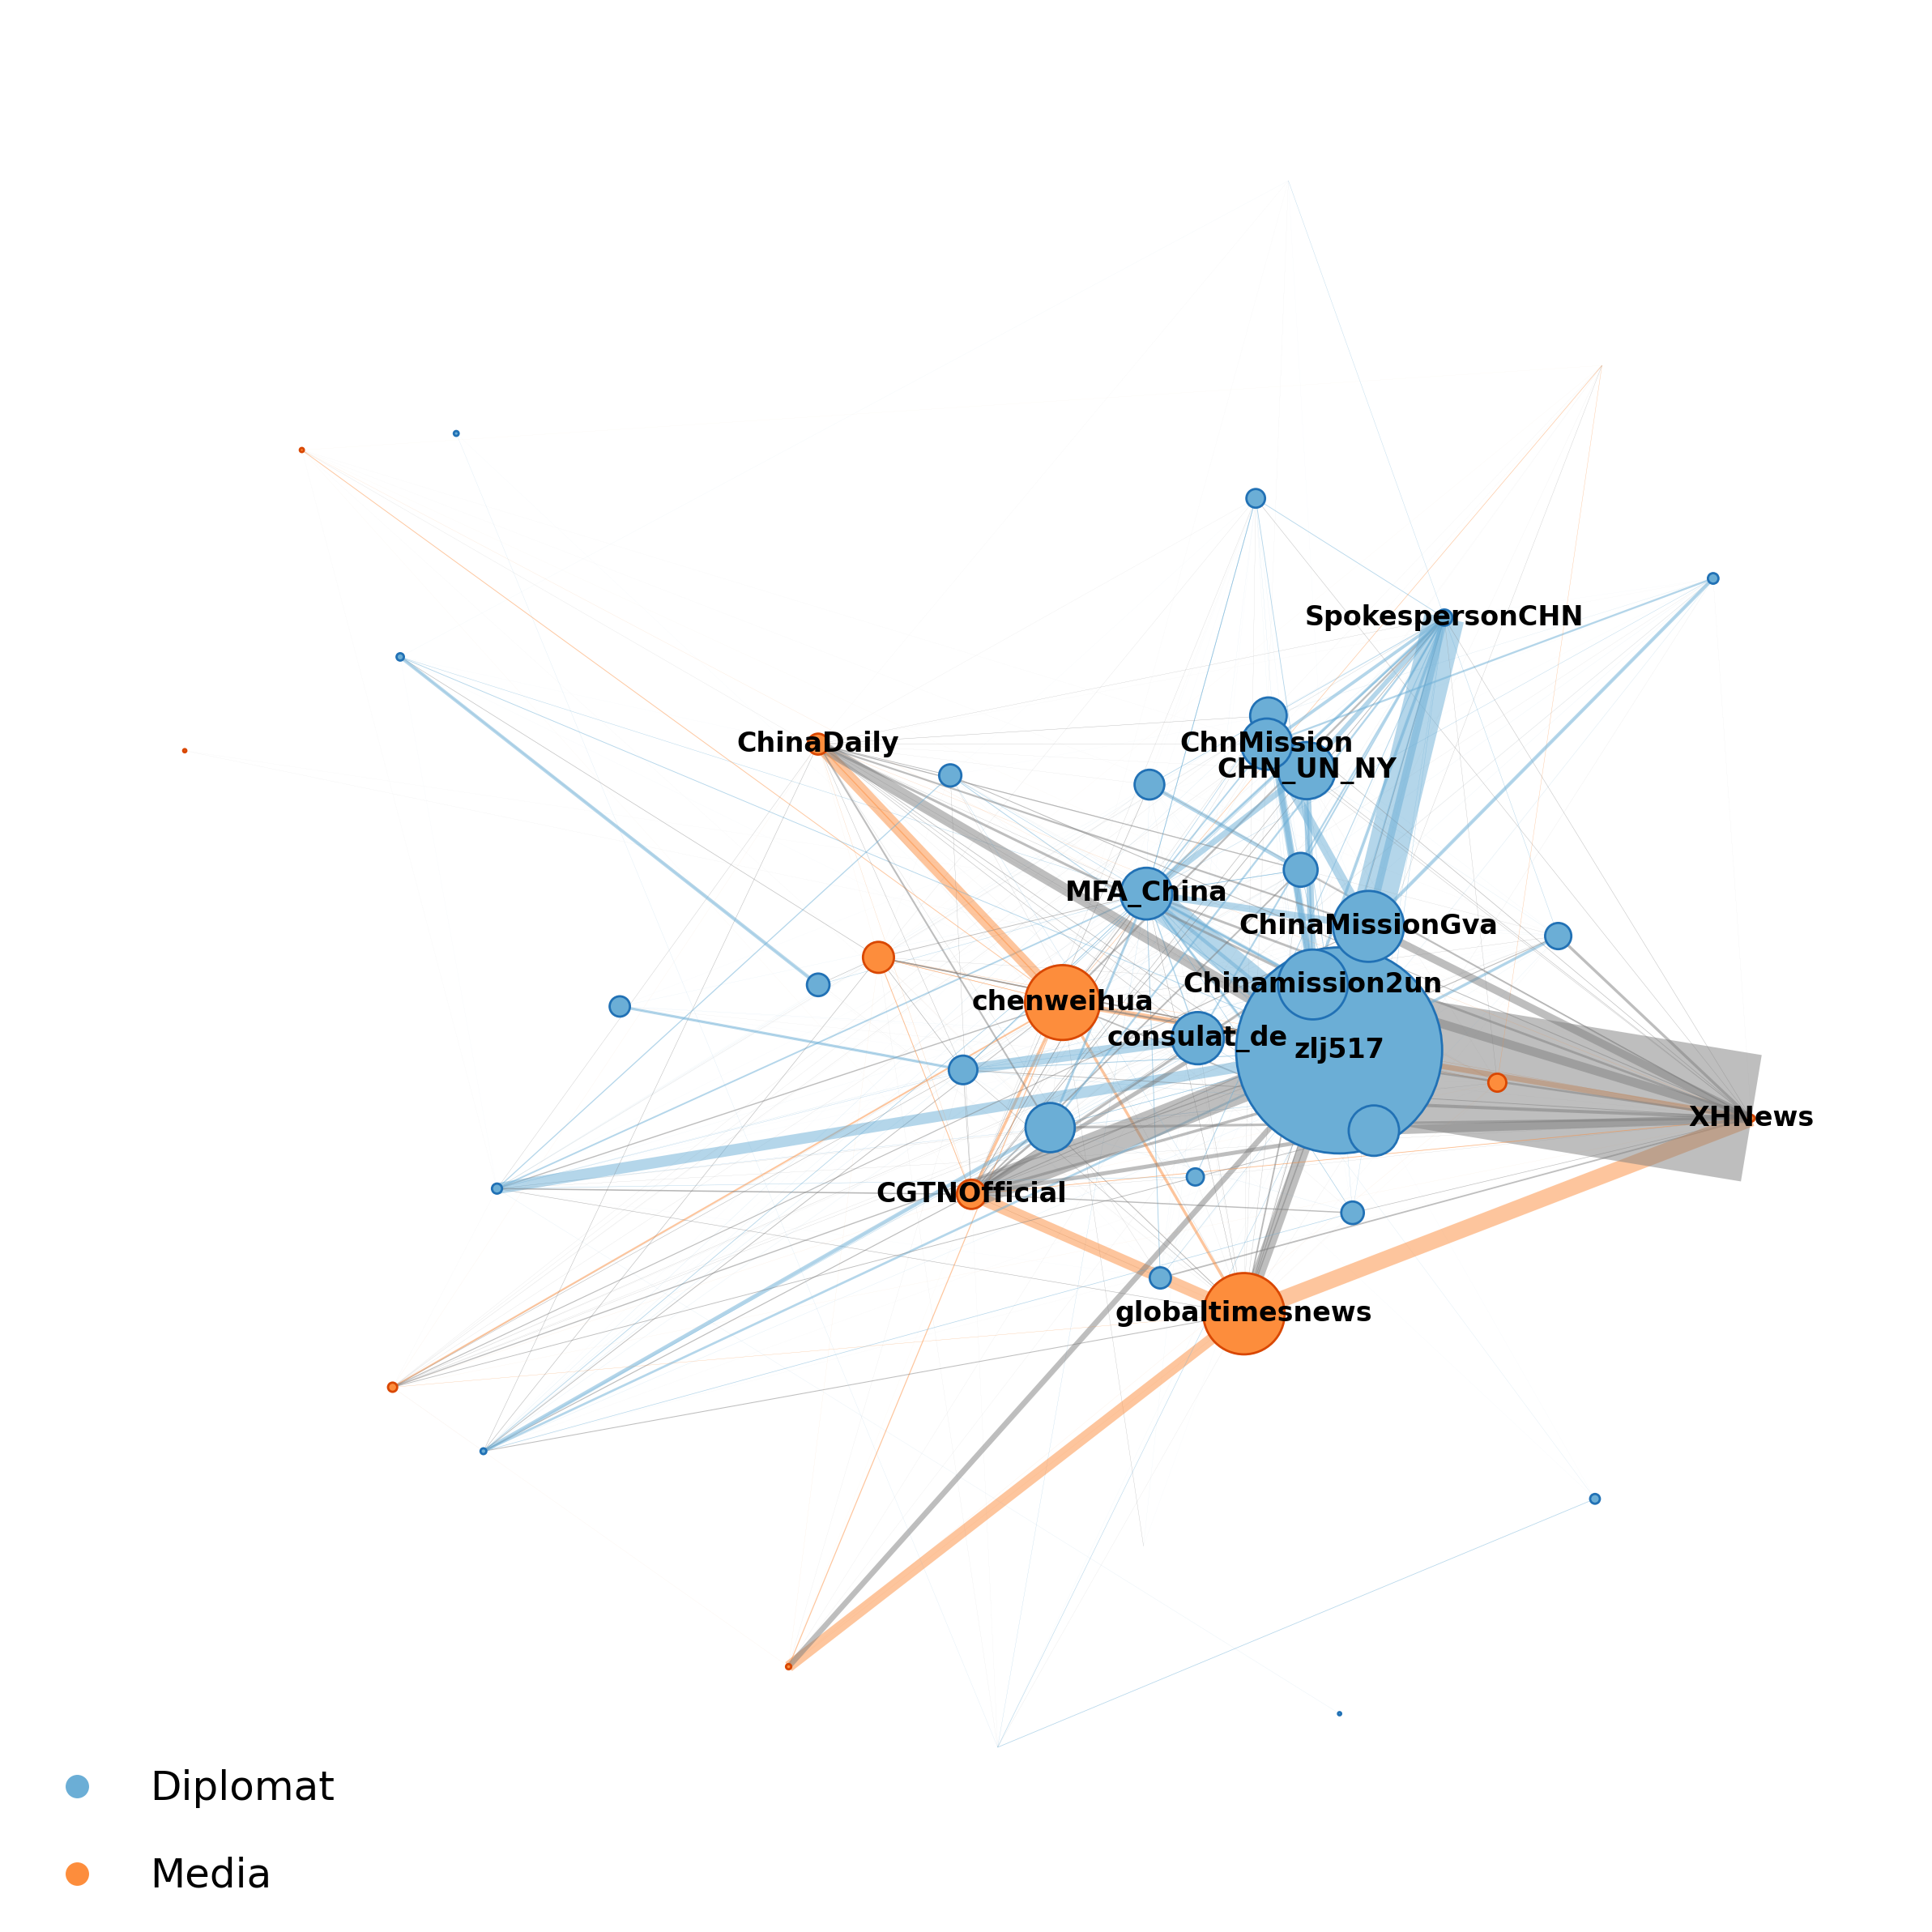 SpokespersonCHN
ChinaDaily
ChnMission
CHN_UN_NY
MFA_China
ChinaMissionGva
Chinamission2un
chenweihua
consulat_de
zlj517
XHNews
CGTNOfficial
globaltimesnews
Diplomat
Media